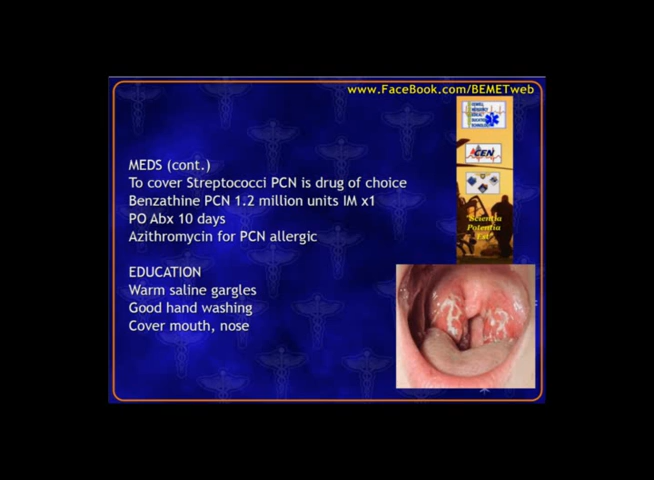 www.FaceBook.com/BEMETweb
CEN
"Scientia
Potentia
Est"
MEDS (cont.)
To cover Streptococci PCN is drug of choice
Benzathine PCN 1.2 million units IM x1
PO Abx 10 days
Azithromycin for PCN allergic
EDUCATION
Warm saline gargles
Good hand washing
Cover mouth, nose